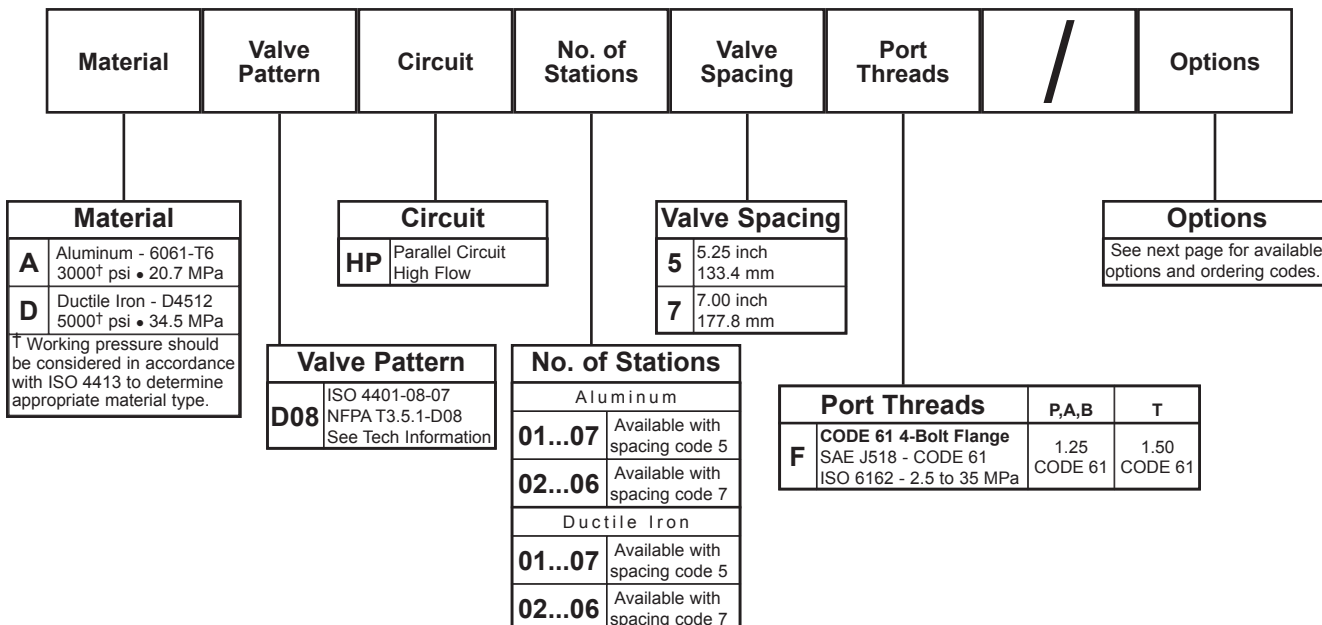 Material
Valve
Pattern
Circuit
No. of
Stations
Valve
Spacing
Port
Threads
/
Options
Material
A
Aluminum - 6061-T6
3000† psi • 20.7 MPa
D
Ductile Iron - D4512
5000† psi • 34.5 MPa
† Working pressure should
be considered in accordance
with ISO 4413 to determine
appropriate material type.
Valve Pattern
D08
ISO 4401-08-07
NFPA T3.5.1-D08
See Tech Information
Circuit
HP
Parallel Circuit
High Flow
No. of Stations
Aluminum
01...07
Available with
spacing code 5
02...06
Available with
spacing code 7
Ductile Iron
01...07
Available with
spacing code 5
02...06
Available with
spacing code 7
Valve Spacing
5
5.25 inch
133.4 mm
7
7.00 inch
177.8 mm
Port Threads P,A,B T
F
CODE 61 4-Bolt Flange
SAE J518 - CODE 61
ISO 6162 - 2.5 to 35 MPa
1.25
CODE 61
1.50
CODE 61
Options
See next page for available
options and ordering codes.